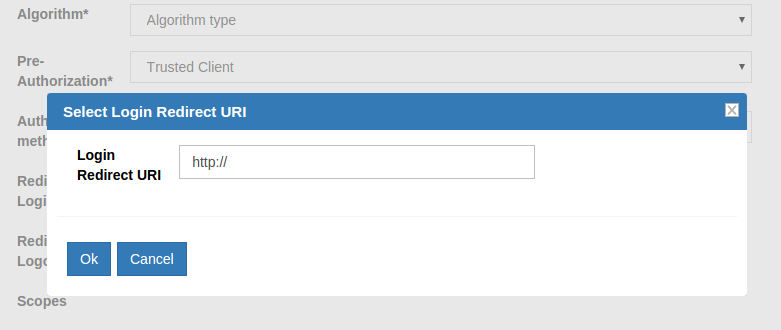 Algorithm*
Algorithm type
Pre-
Authorization*
Trusted Client
Auth
meth
Select Login Redirect URI
Login
Redirect URI
http://
Redi
Logi
Redi
Logo
Ok
Cancel
Scopes